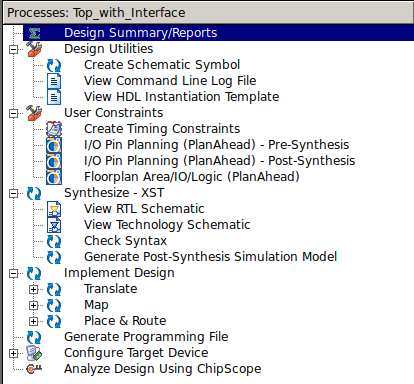 Processes: Top_with_Interface
Design Summary/Reports
Design Utilities
Create Schematic Symbol
View Command Line Log File
View HDL Instantiation Template
User Constraints
Create Timing Constraints
I/O Pin Planning (PlanAhead) - Pre-Synthesis
I/O Pin Planning (PlanAhead) - Post-Synthesis
Floorplan Area/IO/Logic (PlanAhead)
Synthesize - XST
View RTL Schematic
View Technology Schematic
Check Syntax
Generate Post-Synthesis Simulation Model
Implement Design
Translate
Map
Place & Route
Generate Programming File
Configure Target Device
Analyze Design Using ChipScope